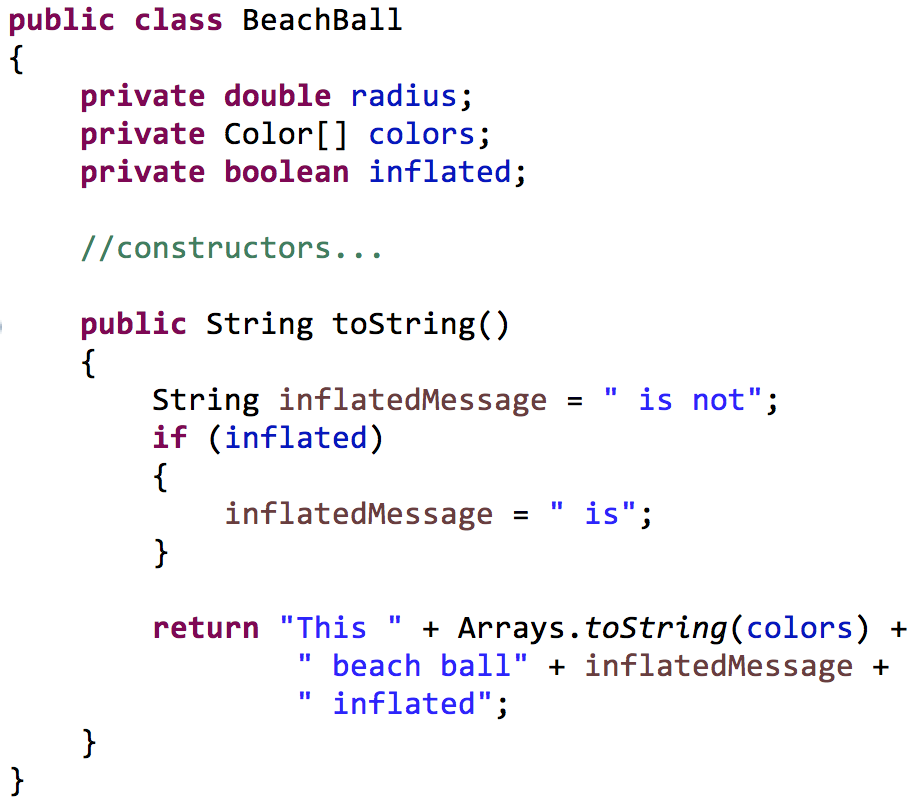 public class BeachBall
{
    private double radius;
    private Color[] colors;
    private boolean inflated;

    //constructors...

    public String toString()
    {
        String inflatedMessage = " is not";
        if (inflated)
        {
            inflatedMessage = " is";
        }

        return "This " + Arrays.toString(colors) +
                " beach ball" + inflatedMessage +
                " inflated";
    }
}